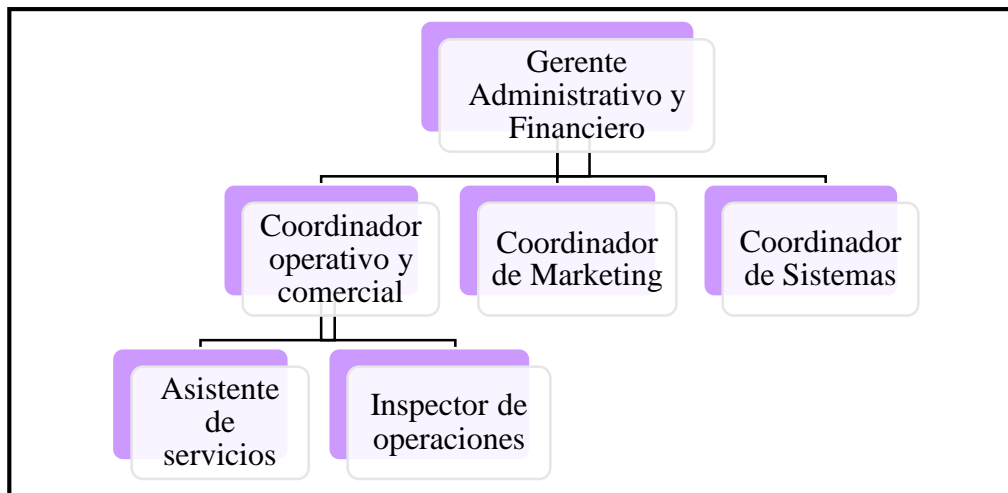 Gerente
Administrativo y
Financiero
Coordinador
operativo y
comercial
Coordinador
de Marketing
Coordinador
de Sistemas
Asistente
de
servicios
Inspector de
operaciones